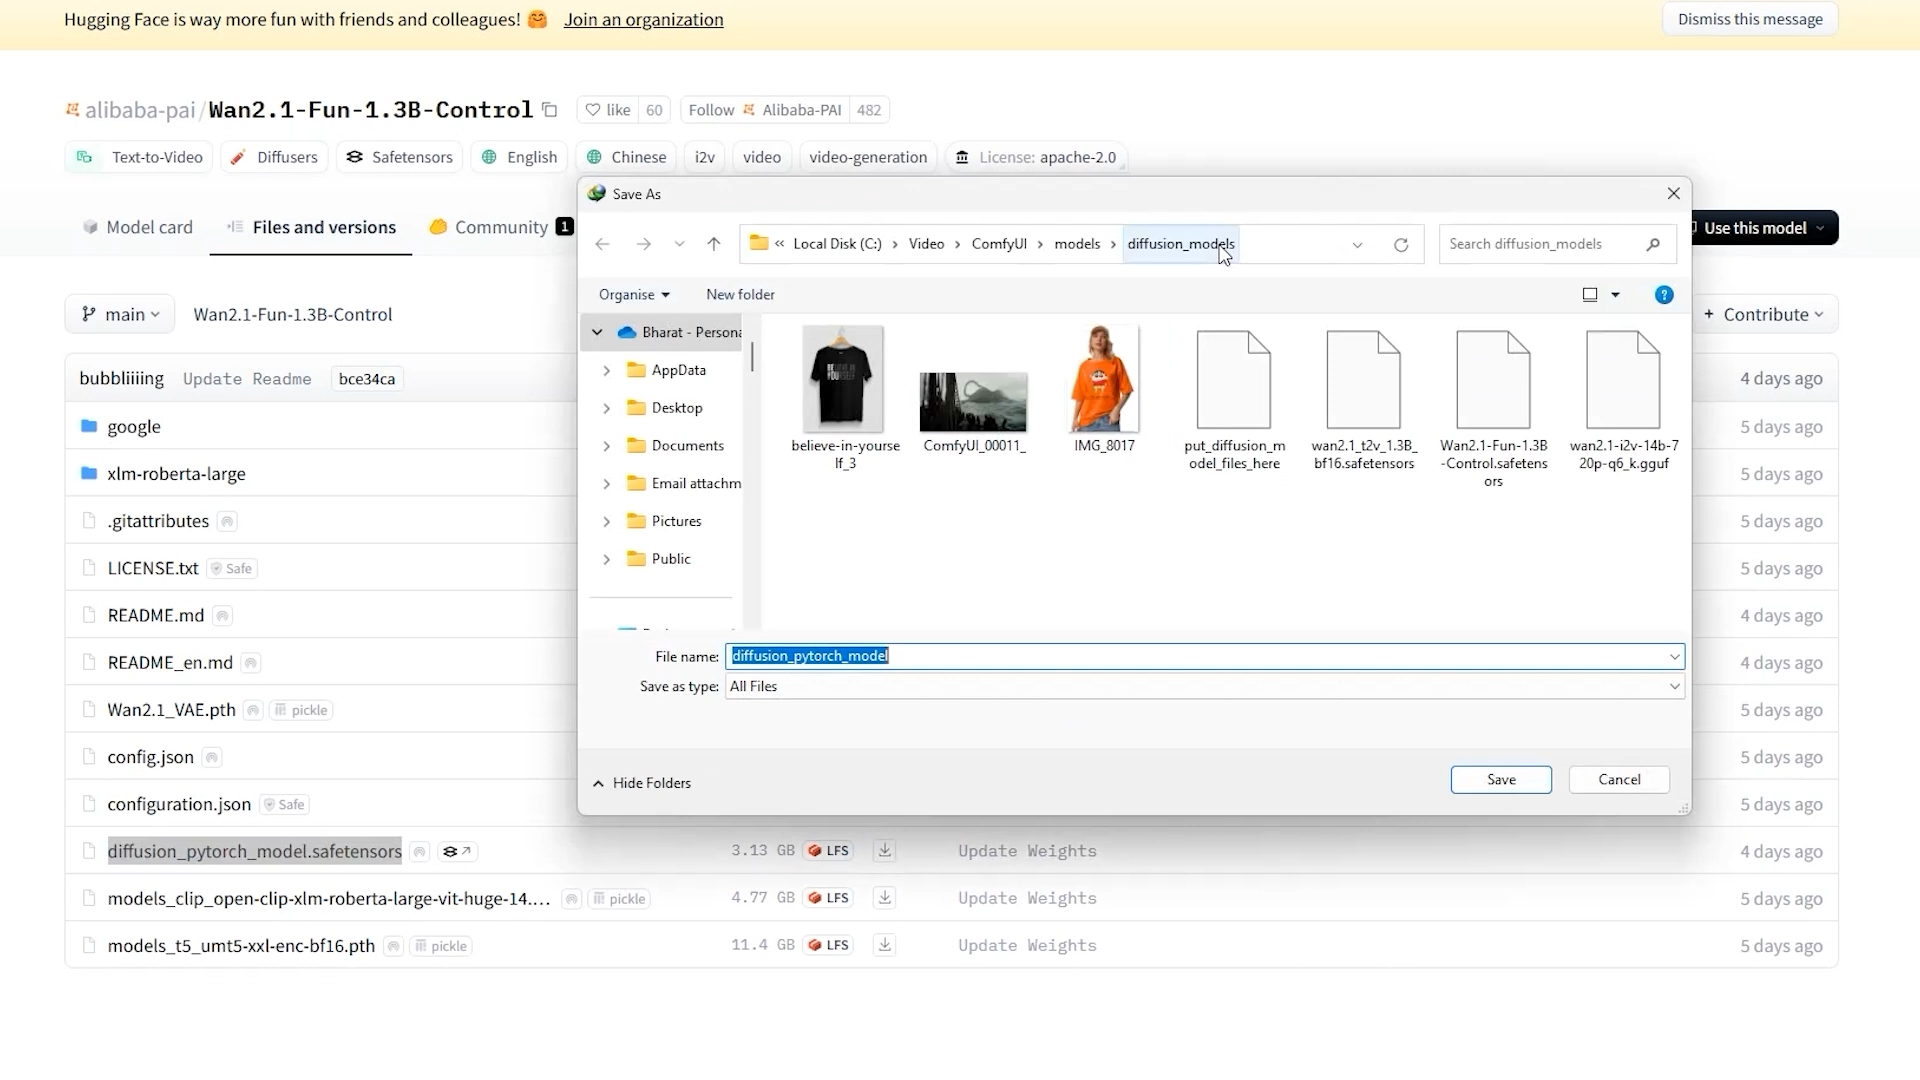 Hugging Face is way more fun with friends and colleagues! 🤗 Join an organization
Dismiss this message
alibaba-pai/Wan2.1-Fun-1.3B-Control
like 60
Follow Alibaba-PAI 482
Text-to-Video
Diffusers
Safetensors
English
Chinese
i2v
video
video-generation
License: apache-2.0
Model card
Files and versions
Community 1
Use this model
main
Wan2.1-Fun-1.3B-Control
Contribute
bubbliiiing Update Readme bce34ca 4 days ago
google 5 days ago
xlm-roberta-large 5 days ago
.gitattributes 5 days ago
LICENSE.txt Safe 5 days ago
README.md 4 days ago
README_en.md 4 days ago
Wan2.1_VAE.pth pickle 5 days ago
config.json 5 days ago
configuration.json Safe 5 days ago
diffusion_pytorch_model.safetensors 3.13 GB LFS Update Weights 4 days ago
models_clip_open-clip-xlm-roberta-large-vit-huge-14.... pickle 4.77 GB LFS Update Weights 5 days ago
models_t5_umt5-xxl-enc-bf16.pth pickle 11.4 GB LFS Update Weights 5 days ago
Save As
« Local Disk (C:) › Video › ComfyUI › models › diffusion_models
Search diffusion_models
Organise
New folder
Bharat - Persona
AppData
Desktop
Documents
Email attachm
Pictures
Public
believe-in-yourse
lf_3
ComfyUI_00011_
IMG_8017
put_diffusion_m
odel_files_here
wan2.1_t2v_1.3B_
bf16.safetensors
Wan2.1-Fun-1.3B
-Control.safetens
ors
wan2.1-i2v-14b-7
20p-q6_k.gguf
File name: diffusion_pytorch_model
Save as type: All Files
Hide Folders
Save
Cancel